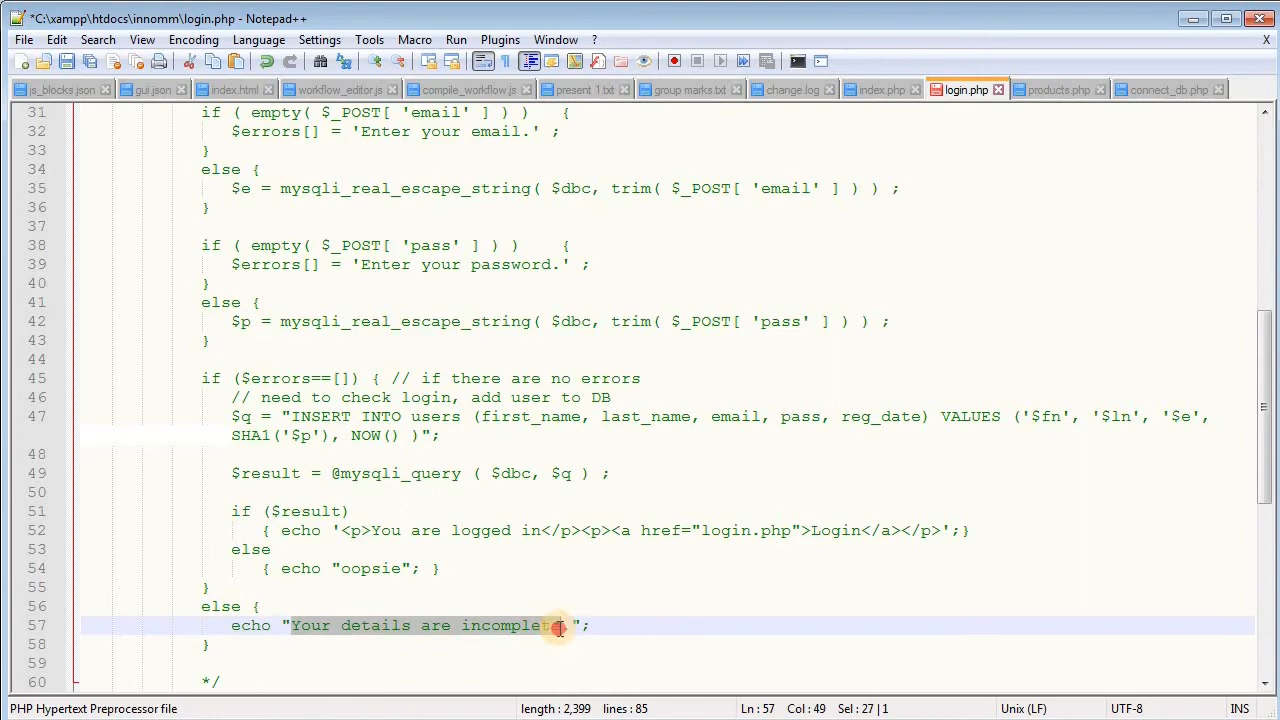 *C:\xampp\htdocs\innomm\login.php - Notepad++
File Edit Search View Encoding Language Settings Tools Macro Run Plugins Window ? X
js_blocks.json gui.json index.html workflow_editor.js compile_workflow.js present 1.txt group marks.txt change.log index.php login.php products.php connect_db.php
31 if ( empty( $_POST[ 'email' ] ) ) {
32 $errors[] = 'Enter your email.' ;
33 }
34 else {
35 $e = mysqli_real_escape_string( $dbc, trim( $_POST[ 'email' ] ) ) ;
36 }
37
38 if ( empty( $_POST[ 'pass' ] ) ) {
39 $errors[] = 'Enter your password.' ;
40 }
41 else {
42 $p = mysqli_real_escape_string( $dbc, trim( $_POST[ 'pass' ] ) ) ;
43 }
44
45 if ($errors==[]) { // if there are no errors
46 // need to check login, add user to DB
47 $q = "INSERT INTO users (first_name, last_name, email, pass, reg_date) VALUES ('$fn', '$ln', '$e',
SHA1('$p'), NOW() )";
48
49 $result = @mysqli_query ( $dbc, $q ) ;
50
51 if ($result)
52 { echo '<p>You are logged in</p><p><a href="login.php">Login</a></p>';}
53 else
54 { echo "oopsie"; }
55 }
56 else {
57 echo "Your details are incomplete.";
58 }
59
60 */
PHP Hypertext Preprocessor file length : 2,399 lines : 85 Ln : 57 Col : 49 Sel : 27 | 1 Unix (LF) UTF-8 INS